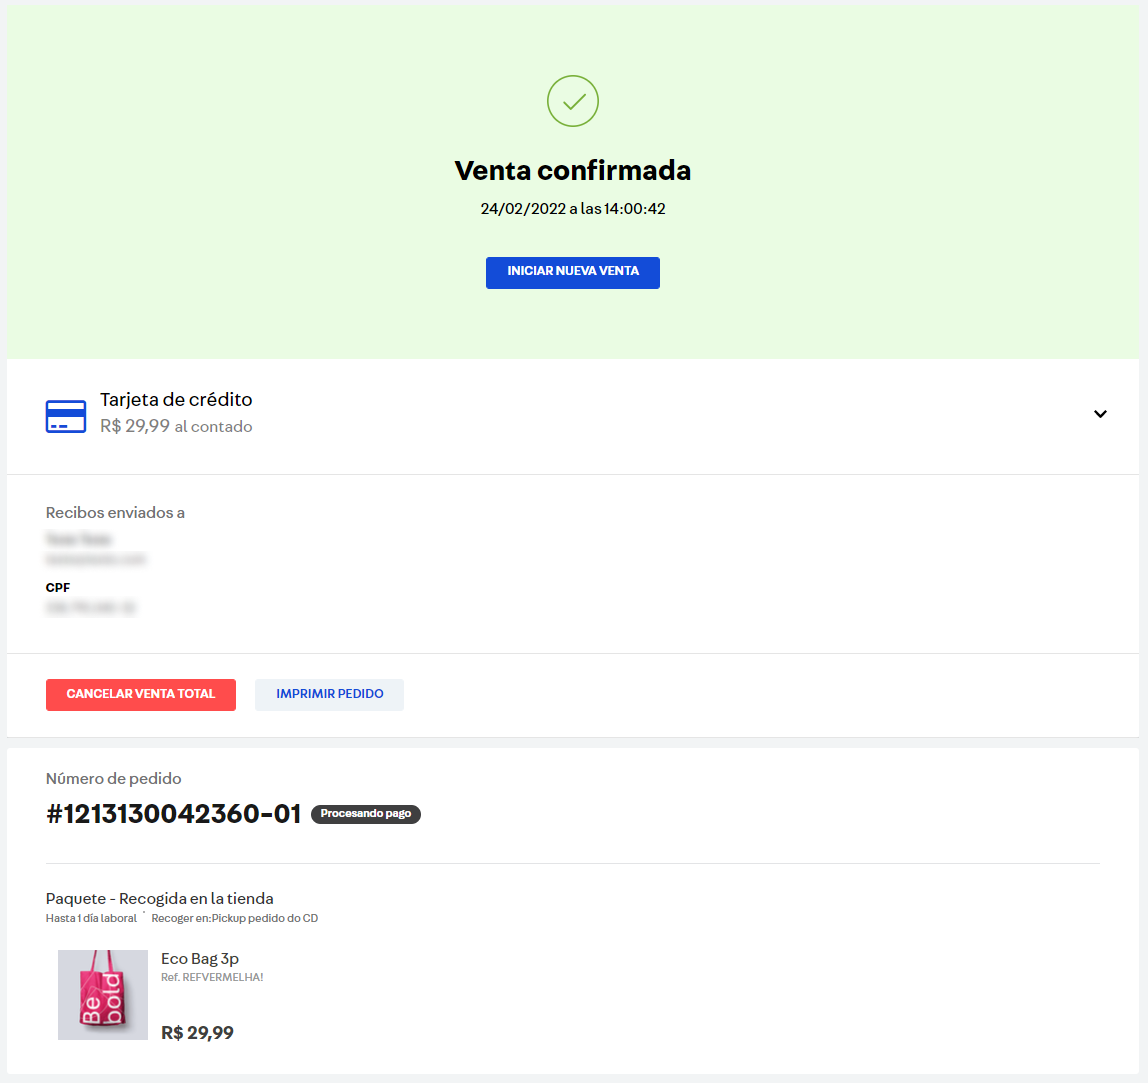 Venta confirmada
24/02/2022 a las 14:00:42
INICIAR NUEVA VENTA
Tarjeta de crédito
R$ 29,99 al contado
Recibos enviados a
CPF
CANCELAR VENTA TOTAL
IMPRIMIR PEDIDO
Número de pedido
#1213130042360-01 Procesando pago
Paquete - Recogida en la tienda
Hasta 1 día laboral • Recoger en:Pickup pedido do CD
Be bold
Eco Bag 3p
Ref. REFVERMELHA!
R$ 29,99